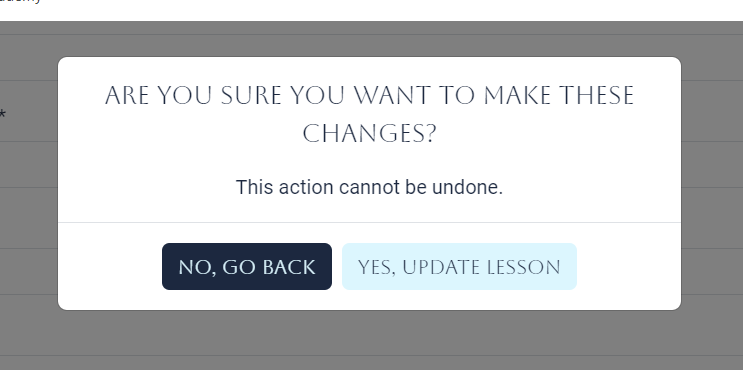 ARE YOU SURE YOU WANT TO MAKE THESE
CHANGES?
*
This action cannot be undone.
NO, GO BACK
YES, UPDATE LESSON